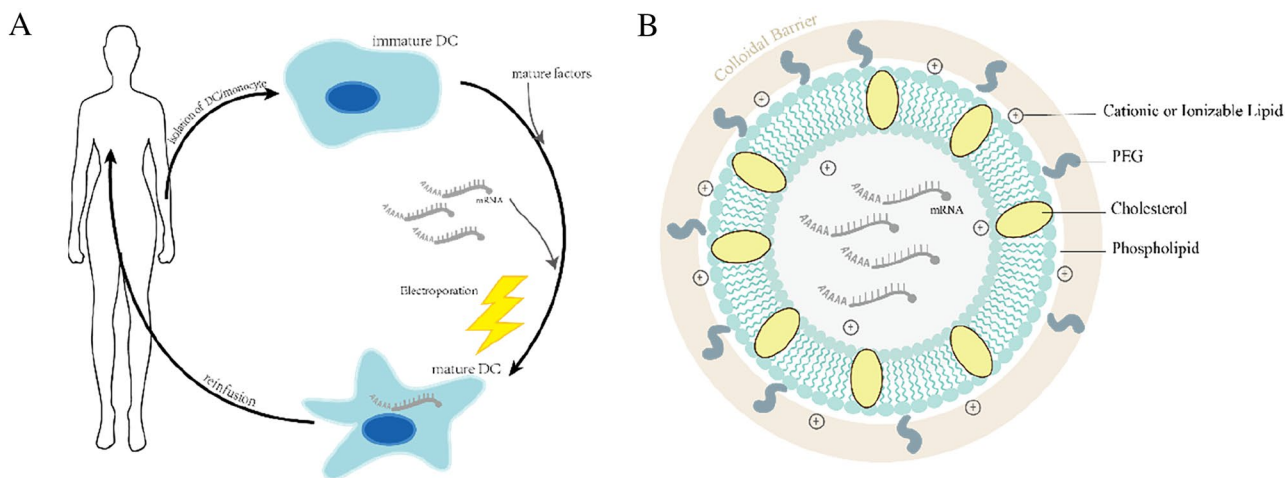 A
immature DC
isolation of DC/monocyte
mature factors
AAAAA
AAAAA
mRNA
AAAAA
Electroporation
mature DC
reinfusion
AAAAA
B
Colloidal Barrier
Cationic or Ionizable Lipid
PEG
Cholesterol
Phospholipid
AAAAA
mRNA
AAAAA
AAAAA
AAAAA
+
+
+
+
+
+
+
+
+
+
+
+